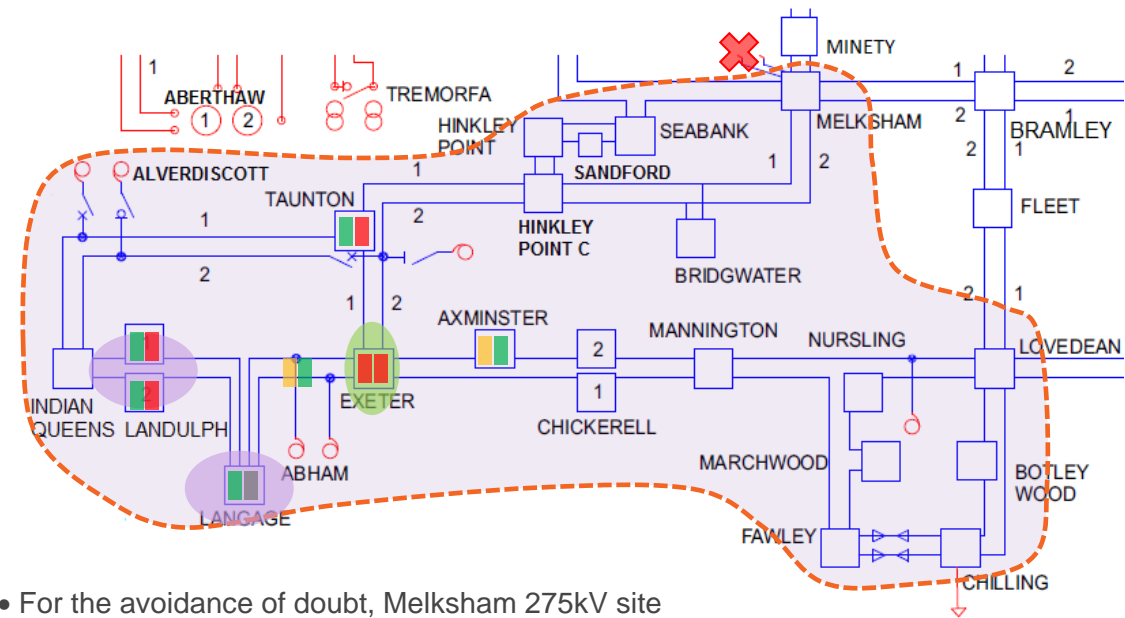 MINETY
1
1
2
ABERTHAW
1
2
TREMORFA
HINKLEY
POINT
SEABANK
MELKSHAM
2
1
BRAMLEY
ALVERDISCOTT
SANDFORD
1
2
2
1
TAUNTON
1
2
HINKLEY
POINT C
FLEET
1
2
BRIDGWATER
1
2
AXMINSTER
MANNINGTON
NURSLING
2
1
LOVEDEAN
1
2
2
INDIAN
QUEENS
LANDULPH
EXETER
1
CHICKERELL
ABHAM
MARCHWOOD
BOTLEY
WOOD
LANGAGE
FAWLEY
CHILLING
• For the avoidance of doubt, Melksham 275kV site